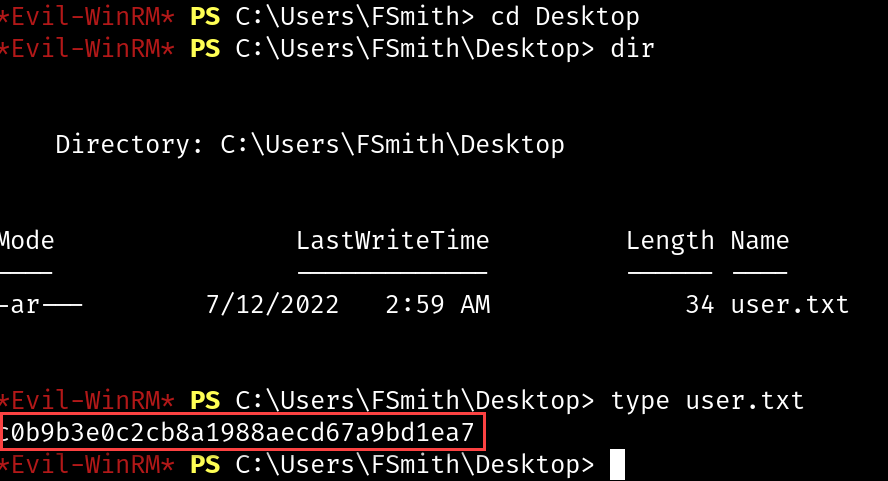 *Evil-WinRM* PS C:\Users\FSmith> cd Desktop
*Evil-WinRM* PS C:\Users\FSmith\Desktop> dir
Directory: C:\Users\FSmith\Desktop
Mode                LastWriteTime         Length Name
----                -------------         ------ ----
-ar---        7/12/2022   2:59 AM             34 user.txt
*Evil-WinRM* PS C:\Users\FSmith\Desktop> type user.txt
c0b9b3e0c2cb8a1988aecd67a9bd1ea7
*Evil-WinRM* PS C:\Users\FSmith\Desktop>